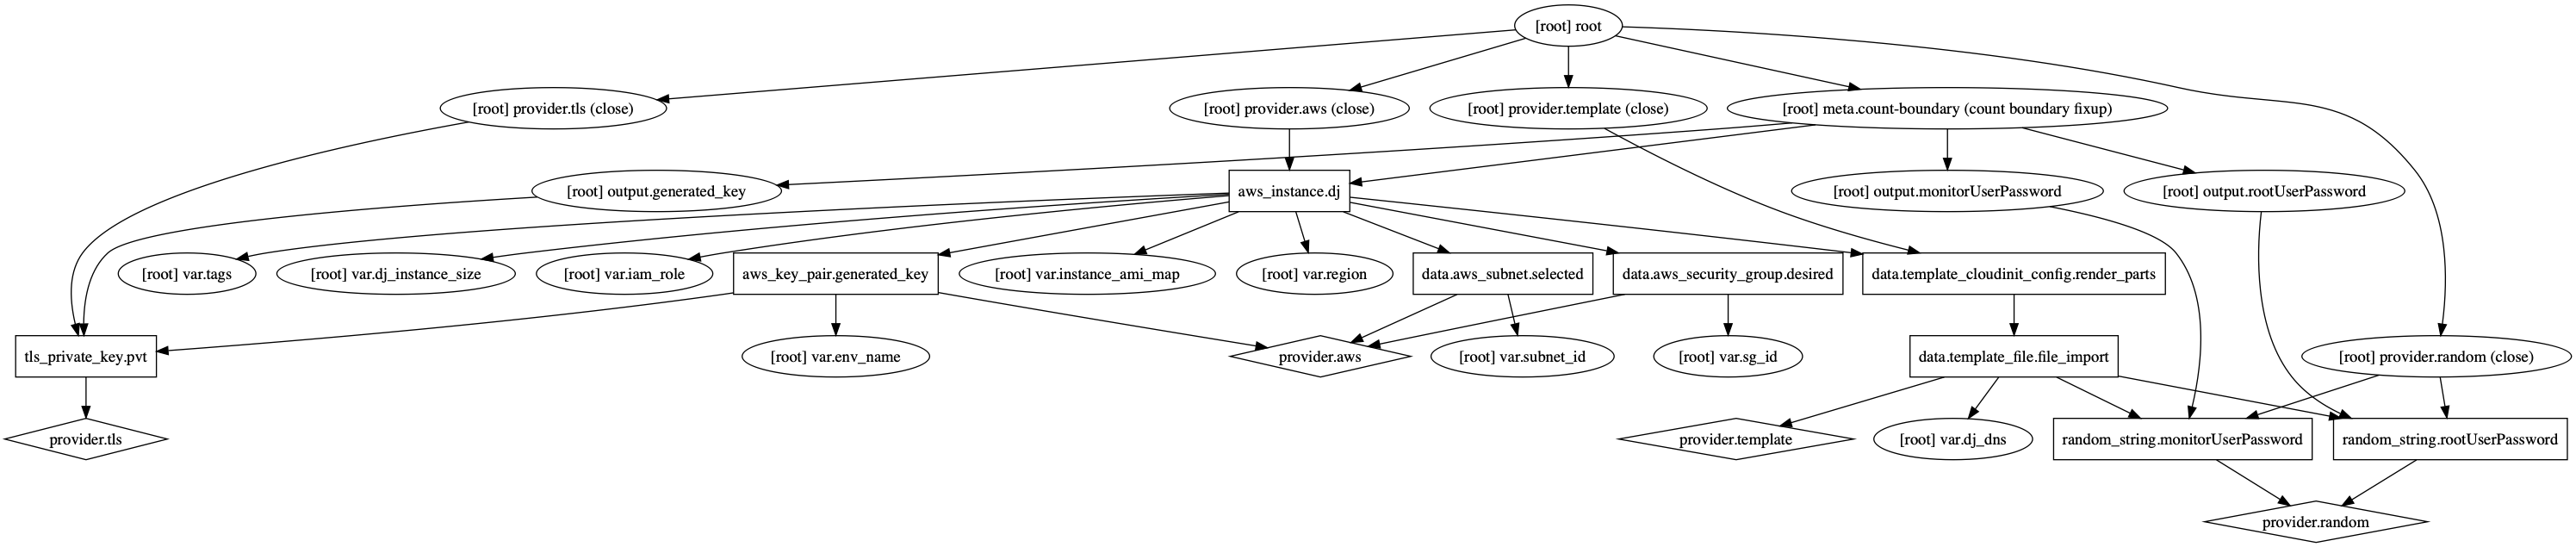 [root] root
[root] provider.tls (close)
[root] provider.aws (close)
[root] provider.template (close)
[root] meta.count-boundary (count boundary fixup)
[root] output.generated_key
aws_instance.dj
[root] output.monitorUserPassword
[root] output.rootUserPassword
[root] var.tags
[root] var.dj_instance_size
[root] var.iam_role
aws_key_pair.generated_key
[root] var.instance_ami_map
[root] var.region
data.aws_subnet.selected
data.aws_security_group.desired
data.template_cloudinit_config.render_parts
tls_private_key.pvt
[root] var.env_name
provider.aws
[root] var.subnet_id
[root] var.sg_id
data.template_file.file_import
[root] provider.random (close)
provider.tls
provider.template
[root] var.dj_dns
random_string.monitorUserPassword
random_string.rootUserPassword
provider.random